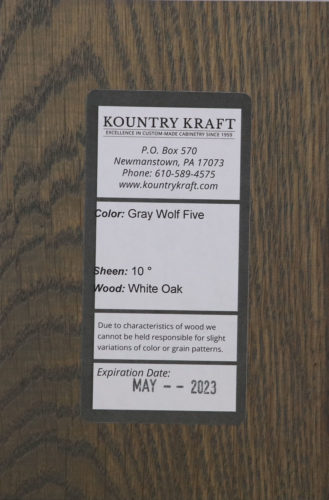 KOUNTRY KRAFT
EXCELLENCE IN CUSTOM-MADE CABINETRY SINCE 1959
P.O. Box 570
Newmanstown, PA 17073
Phone: 610-589-4575
www.kountrykraft.com
Color: Gray Wolf Five
Sheen: 10 °
Wood: White Oak
Due to characteristics of wood we
cannot be held responsible for slight
variations of color or grain patterns.
Expiration Date:
MAY -- 2023